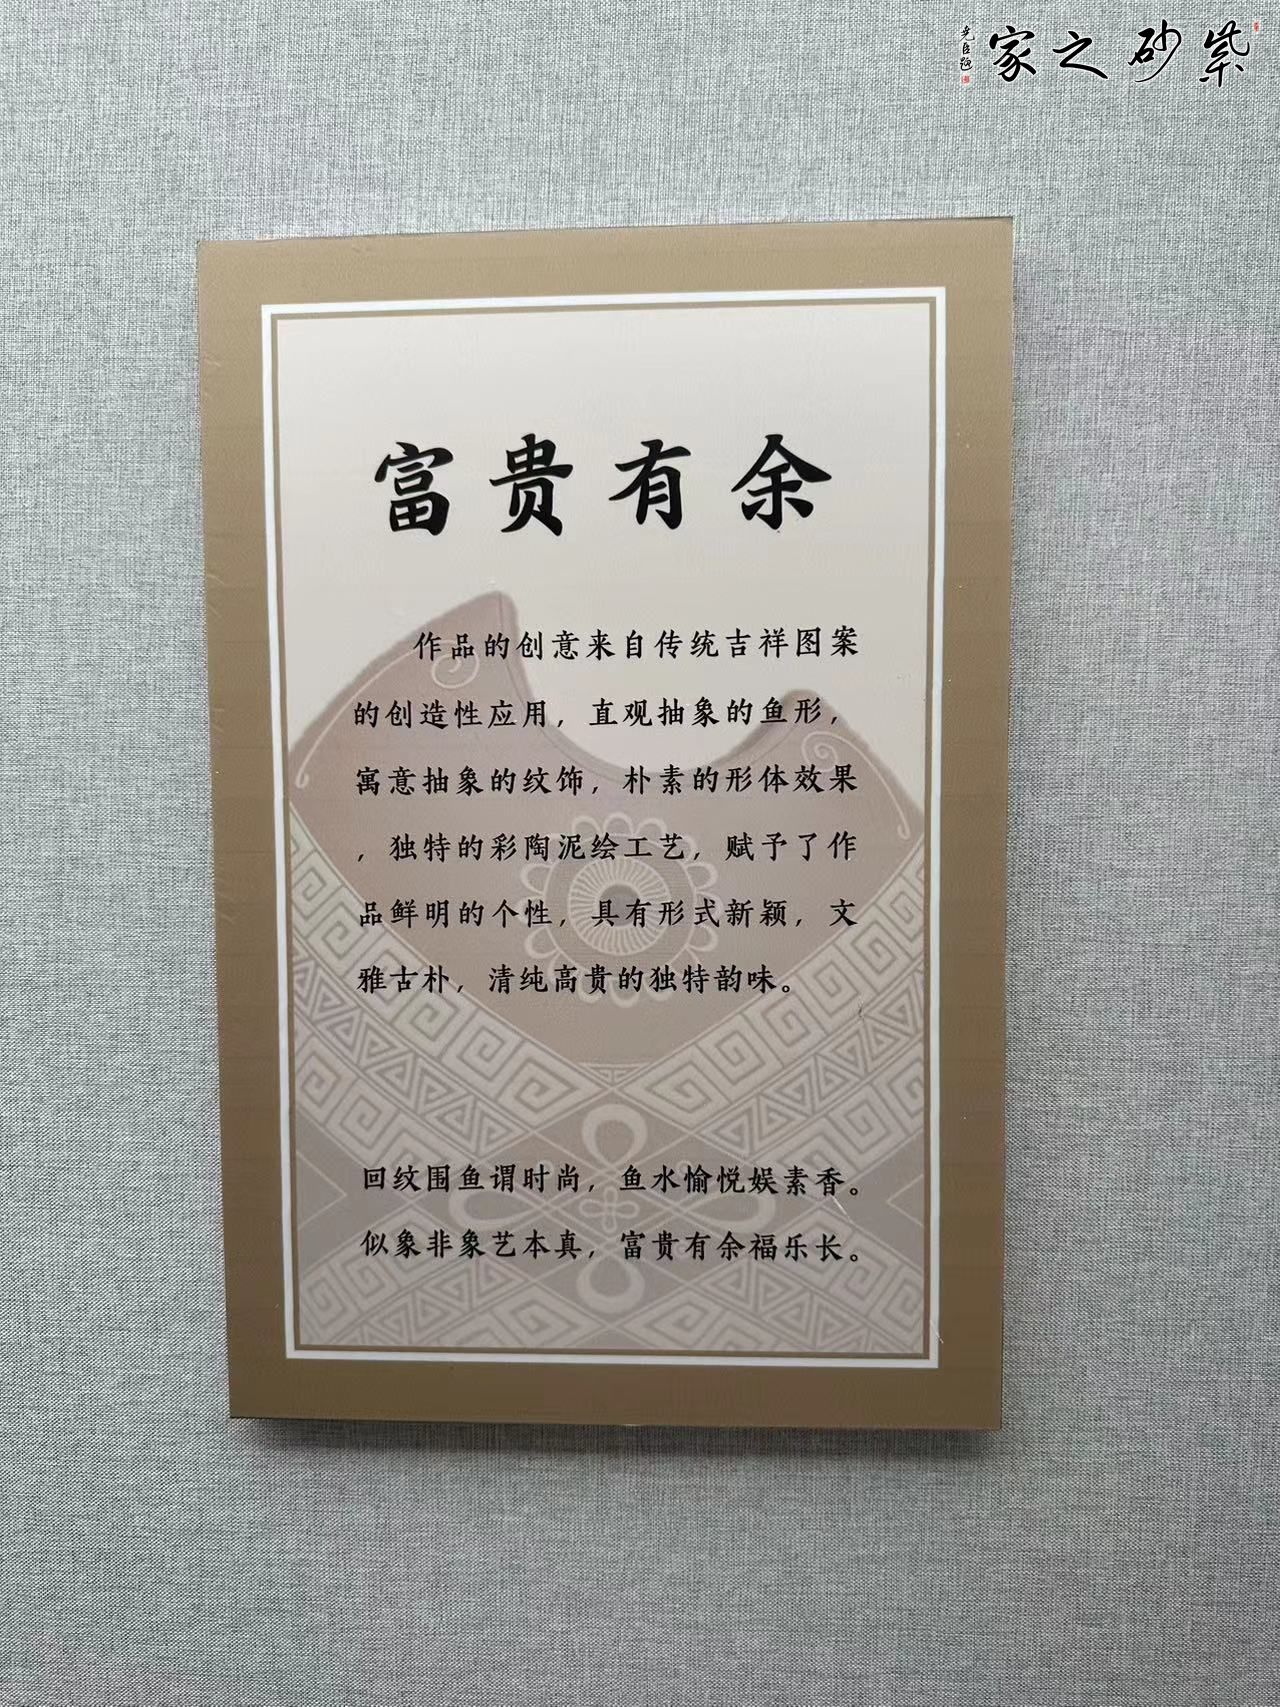 紫砂之家
富贵有余
作品的创意来自传统吉祥图案
的创造性应用，直观抽象的鱼形，
寓意抽象的纹饰，朴素的形体效果
，独特的彩陶泥绘工艺，赋予了作
品鲜明的个性，具有形式新颖，文
雅古朴，清纯高贵的独特韵味。
回纹围鱼谓时尚，鱼水愉悦娱素香。
似象非象艺本真，富贵有余福乐长。